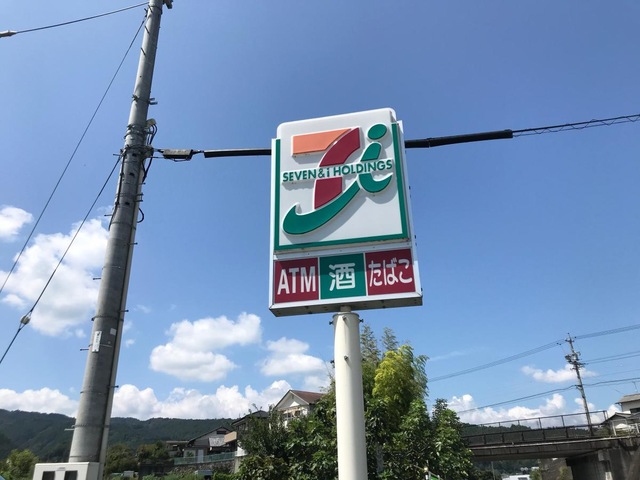 SEVEN&i HOLDINGS
ATM 酒 たばこ